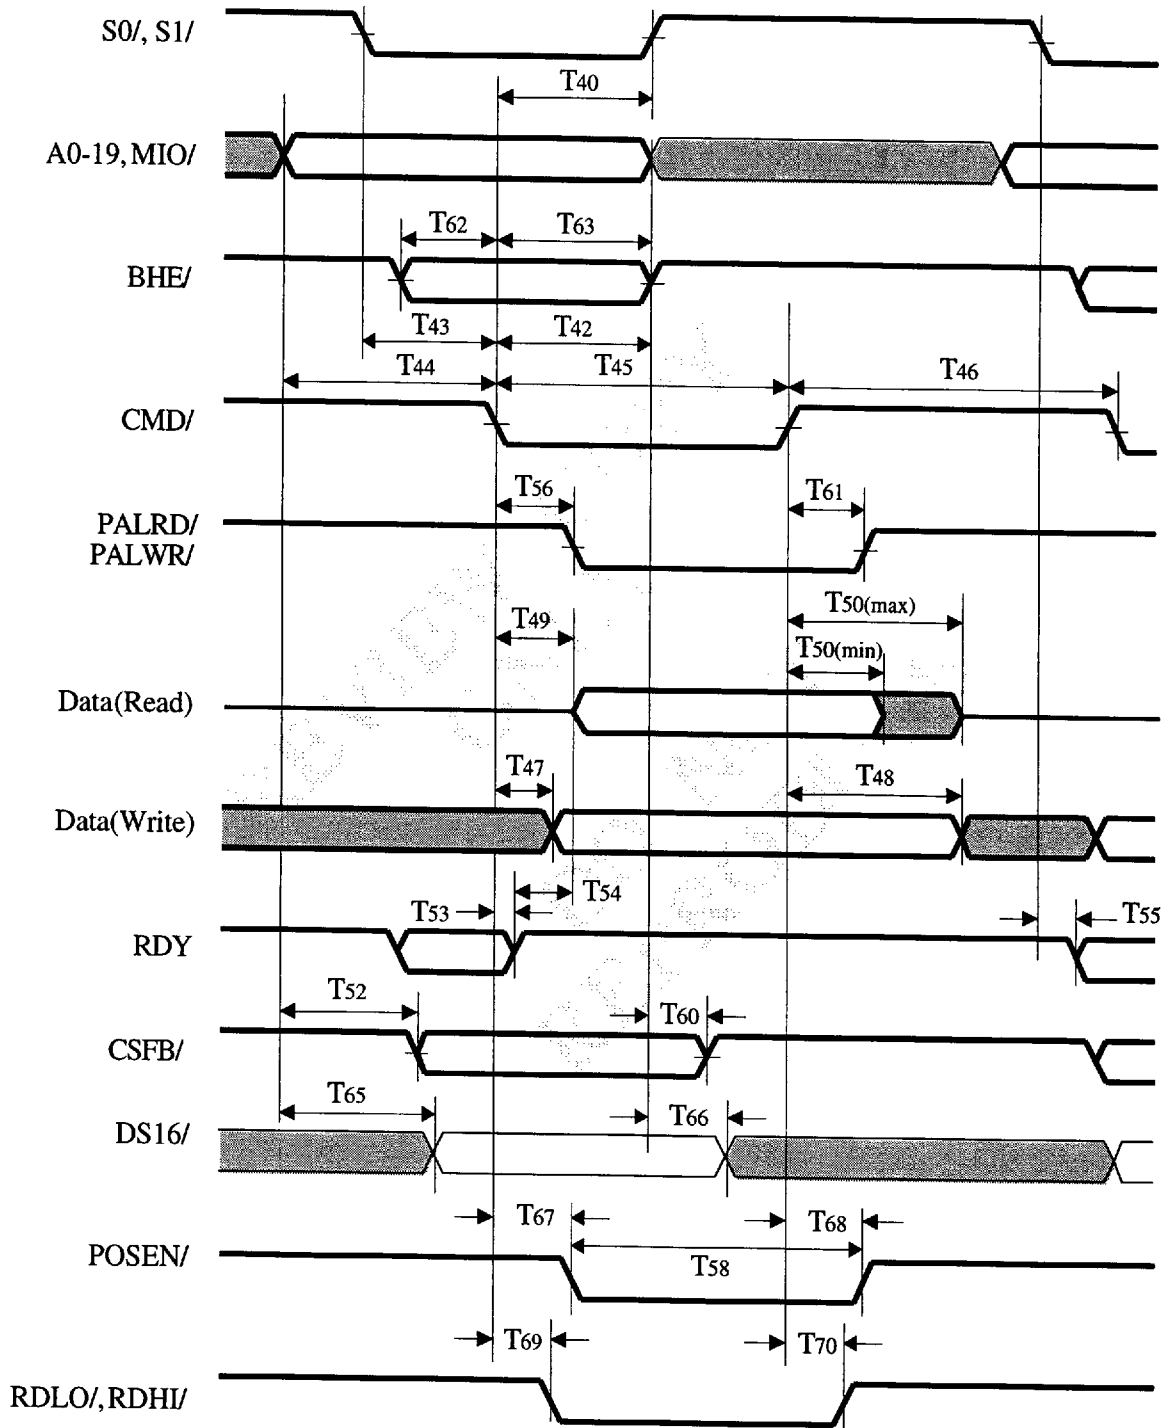 S0/, S1/
T40
A0-19, MIO/
T62
T63
BHE/
T43
T42
T44
T45
T46
CMD/
T56
T61
PALRD/
PALWR/
T50(max)
T49
T50(min)
Data(Read)
T47
T48
Data(Write)
T54
T53
T55
RDY
T52
T60
CSFB/
T65
T66
DS16/
T67
T68
POSEN/
T58
T69
T70
RDLO/, RDHI/